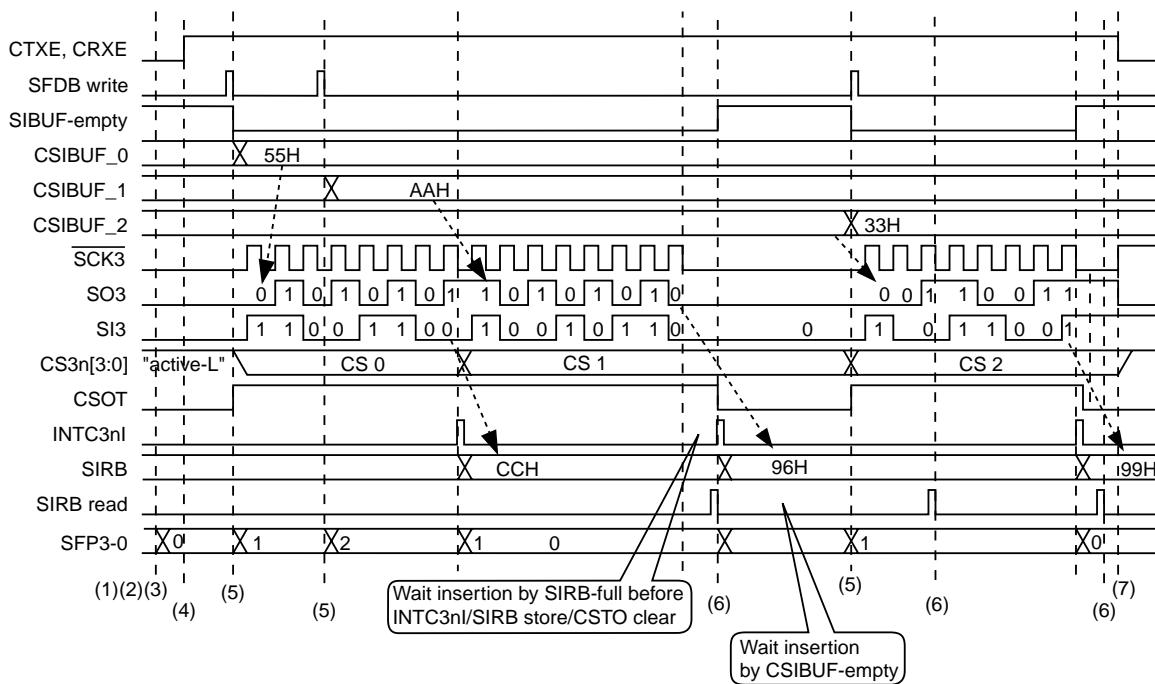 CTXE, CRXE
SFDB write
SIBUF-empty
CSIBUF_0 55H
CSIBUF_1 AAH
CSIBUF_2 33H
SCK3
SO3 0 1 0 1 0 1 0 1 1 0 1 0 1 0 1 0 0 0 1 1 0 0 1 1
SI3 1 1 0 0 1 1 0 0 1 0 0 1 0 1 1 0 0 1 0 1 1 0 0 1
CS3n[3:0] "active-L" CS 0 CS 1 CS 2
CSOT
INTC3nI
SIRB CCH 96H 99H
SIRB read
SFP3-0 0 1 2 1 0 1 0
(1)(2)(3) (4) (5) (5) (6) (5) (6) (6) (7)
Wait insertion by SIRB-full before
INTC3nI/SIRB store/CSTO clear
Wait insertion
by CSIBUF-empty